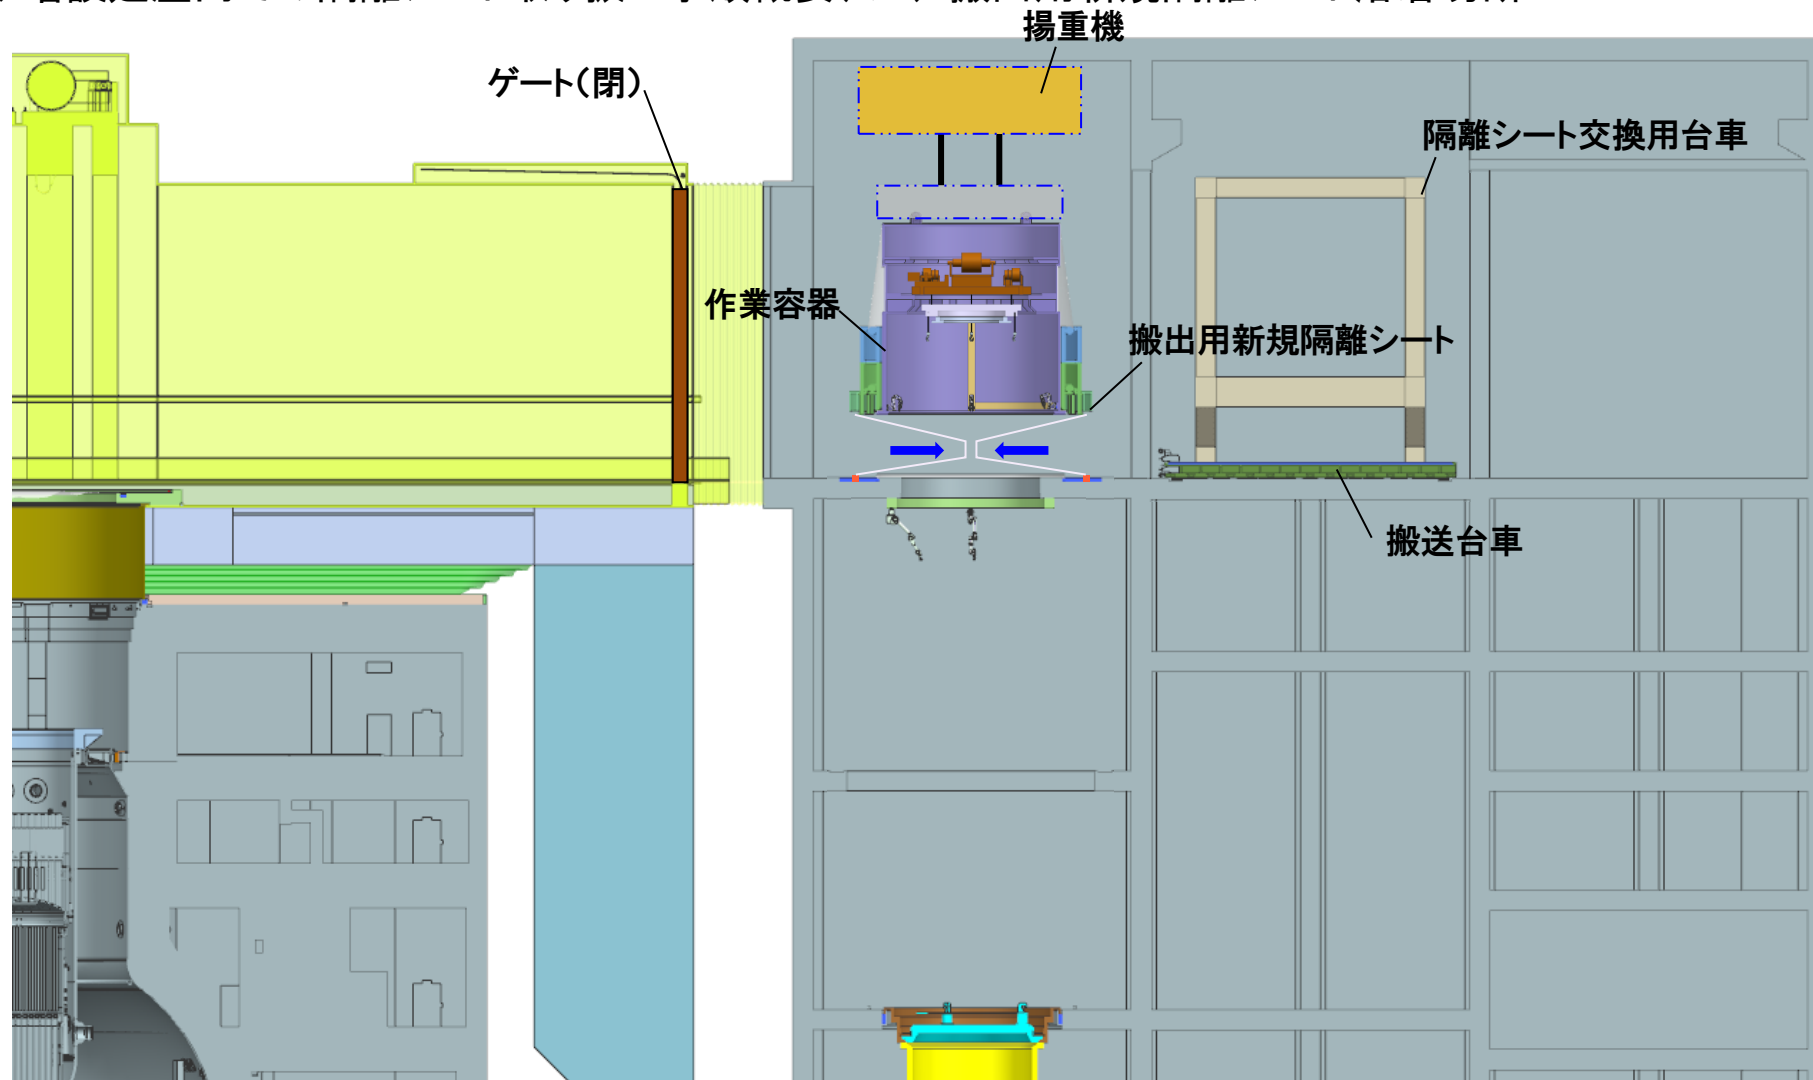 揚重機
ゲート(閉)
隔離シート交換用台車
作業容器
搬出用新規隔離シート
搬送台車